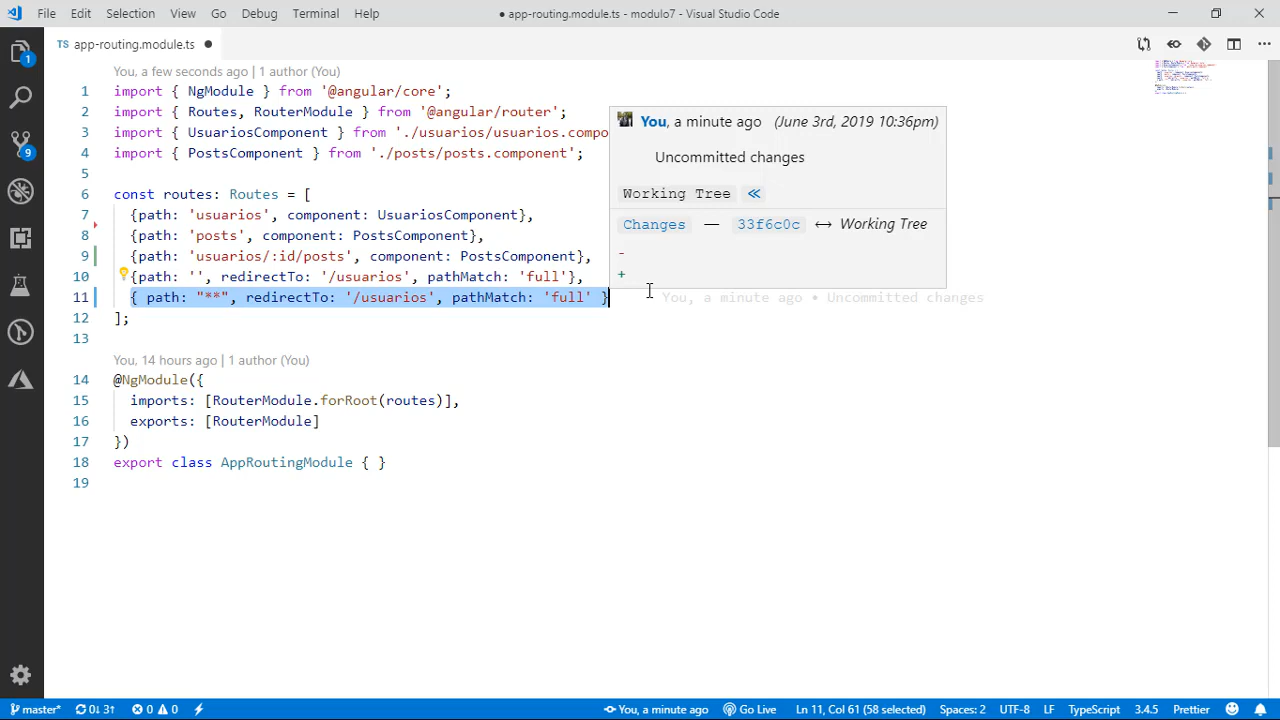 File Edit Selection View Go Debug Terminal Help
● app-routing.module.ts - modulo7 - Visual Studio Code
TS app-routing.module.ts ●
You, a few seconds ago | 1 author (You)
1 import { NgModule } from '@angular/core';
2 import { Routes, RouterModule } from '@angular/router';
3 import { UsuariosComponent } from './usuarios/usuarios.compo
4 import { PostsComponent } from './posts/posts.component';
5
6 const routes: Routes = [
7 {path: 'usuarios', component: UsuariosComponent},
8 {path: 'posts', component: PostsComponent},
9 {path: 'usuarios/:id/posts', component: PostsComponent},
10 {path: '', redirectTo: '/usuarios', pathMatch: 'full'},
11 { path: "**", redirectTo: '/usuarios', pathMatch: 'full' } You, a minute ago • Uncommitted changes
12 ];
13
You, 14 hours ago | 1 author (You)
14 @NgModule({
15 imports: [RouterModule.forRoot(routes)],
16 exports: [RouterModule]
17 })
18 export class AppRoutingModule { }
19
You, a minute ago (June 3rd, 2019 10:36pm)
Uncommitted changes
Working Tree «
Changes — 33f6c0c ↔ Working Tree
-
+
1
9
master* 0↓ 3↑ 0 0 You, a minute ago Go Live Ln 11, Col 61 (58 selected) Spaces: 2 UTF-8 LF TypeScript 3.4.5 Prettier